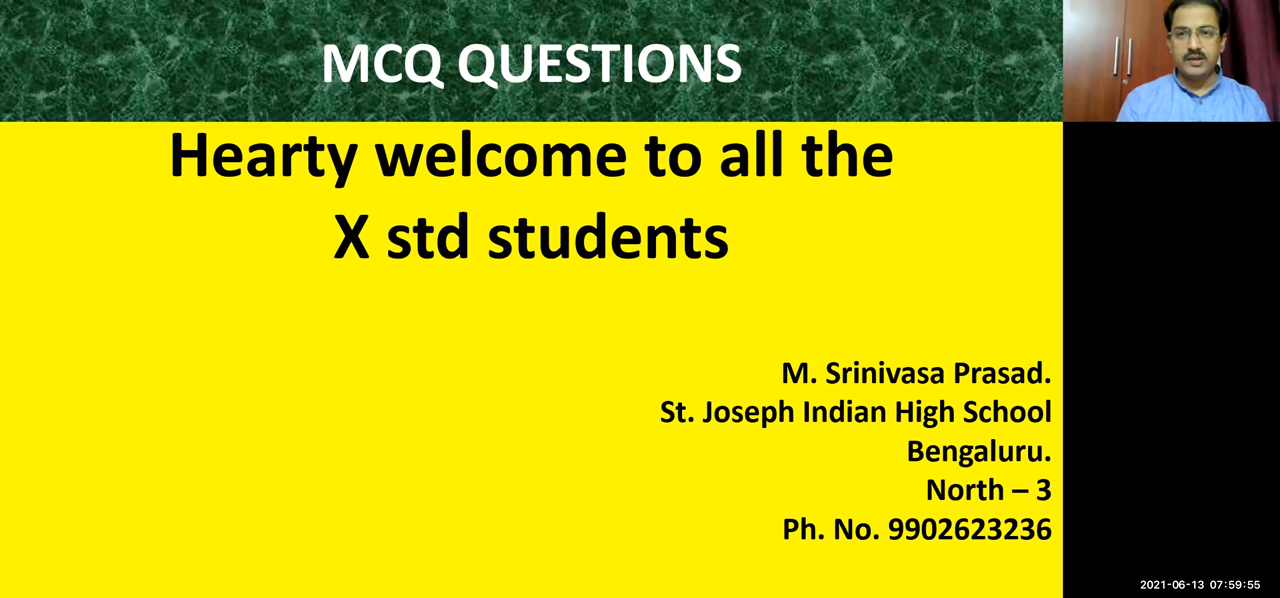 MCQ QUESTIONS
Hearty welcome to all the
X std students
M. Srinivasa Prasad.
St. Joseph Indian High School
Bengaluru.
North – 3
Ph. No. 9902623236
2021-06-13 07:59:55